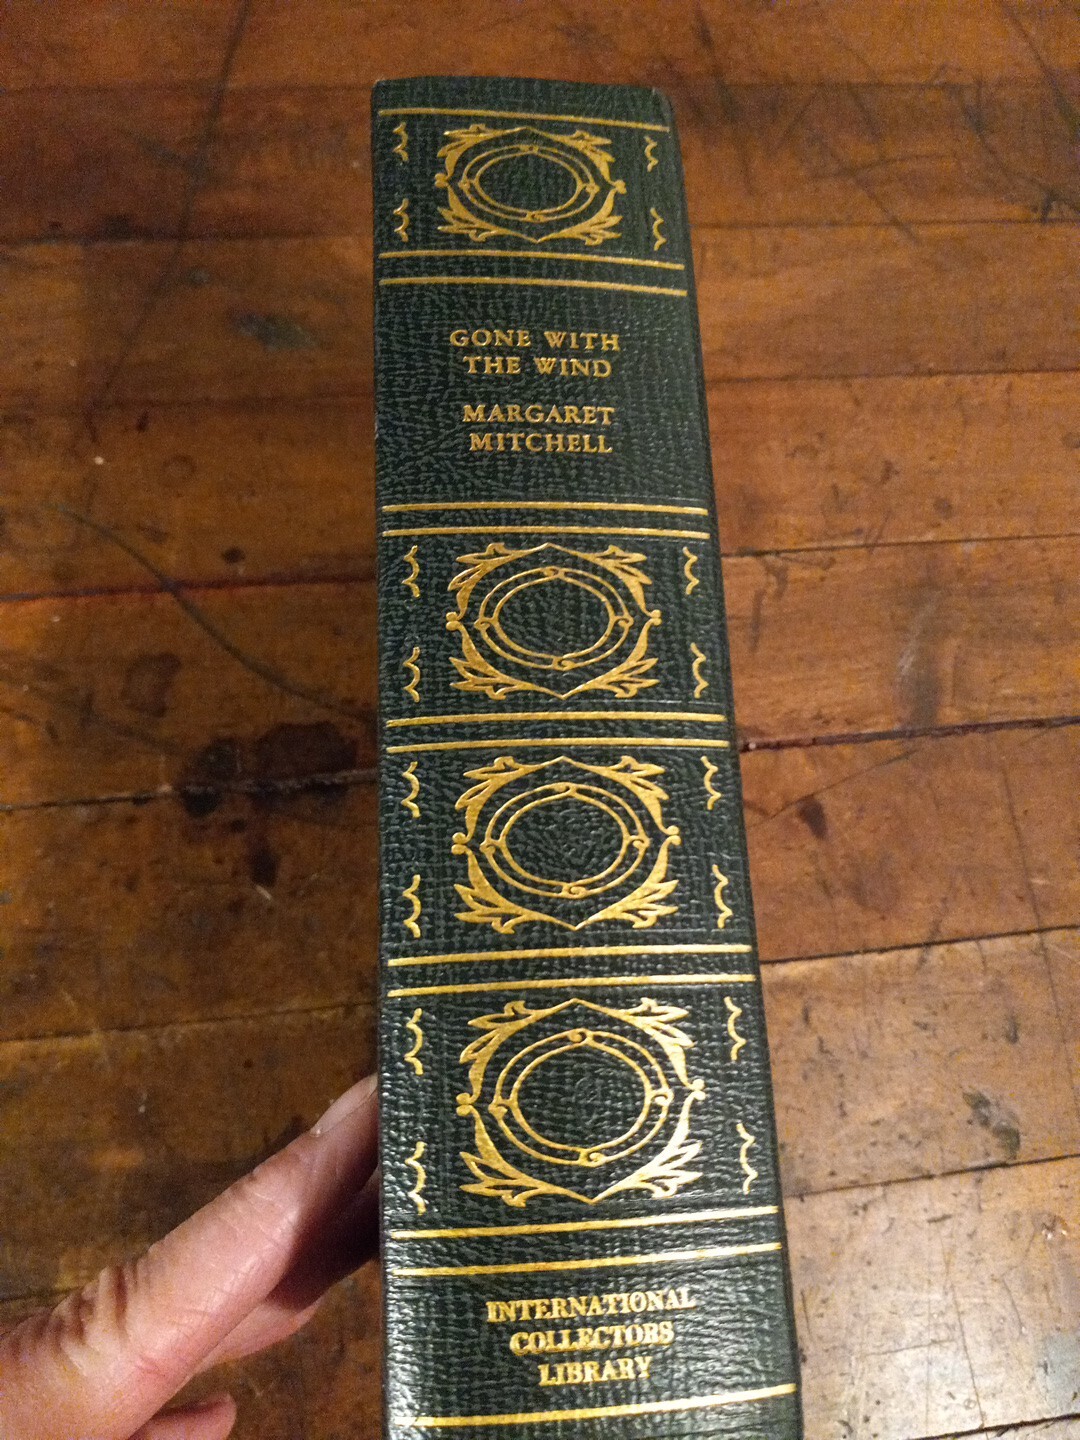 GONE WITH
THE WIND
MARGARET
MITCHELL
INTERNATIONAL
COLLECTORS
LIBRARY